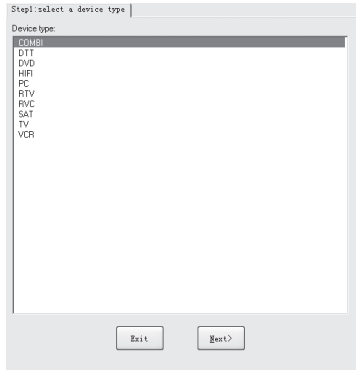 Step1:select a device type
Device type:
COMBI
DTT
DVD
HIFI
PC
RTV
RVC
SAT
TV
VCR
Exit
Next>